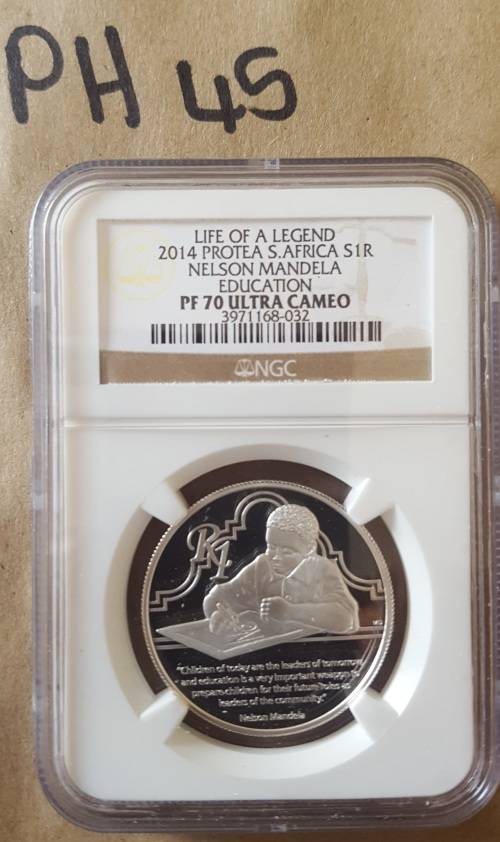 PH 45
LIFE OF A LEGEND
2014 PROTEA S.AFRICA S1R
NELSON MANDELA
EDUCATION
PF 70 ULTRA CAMEO
3971168-032
NGC
R1
"Children of today are the leaders of tomorrow
and education is a very important weapon to
prepare children for their future roles as
leaders of the community."
Nelson Mandela